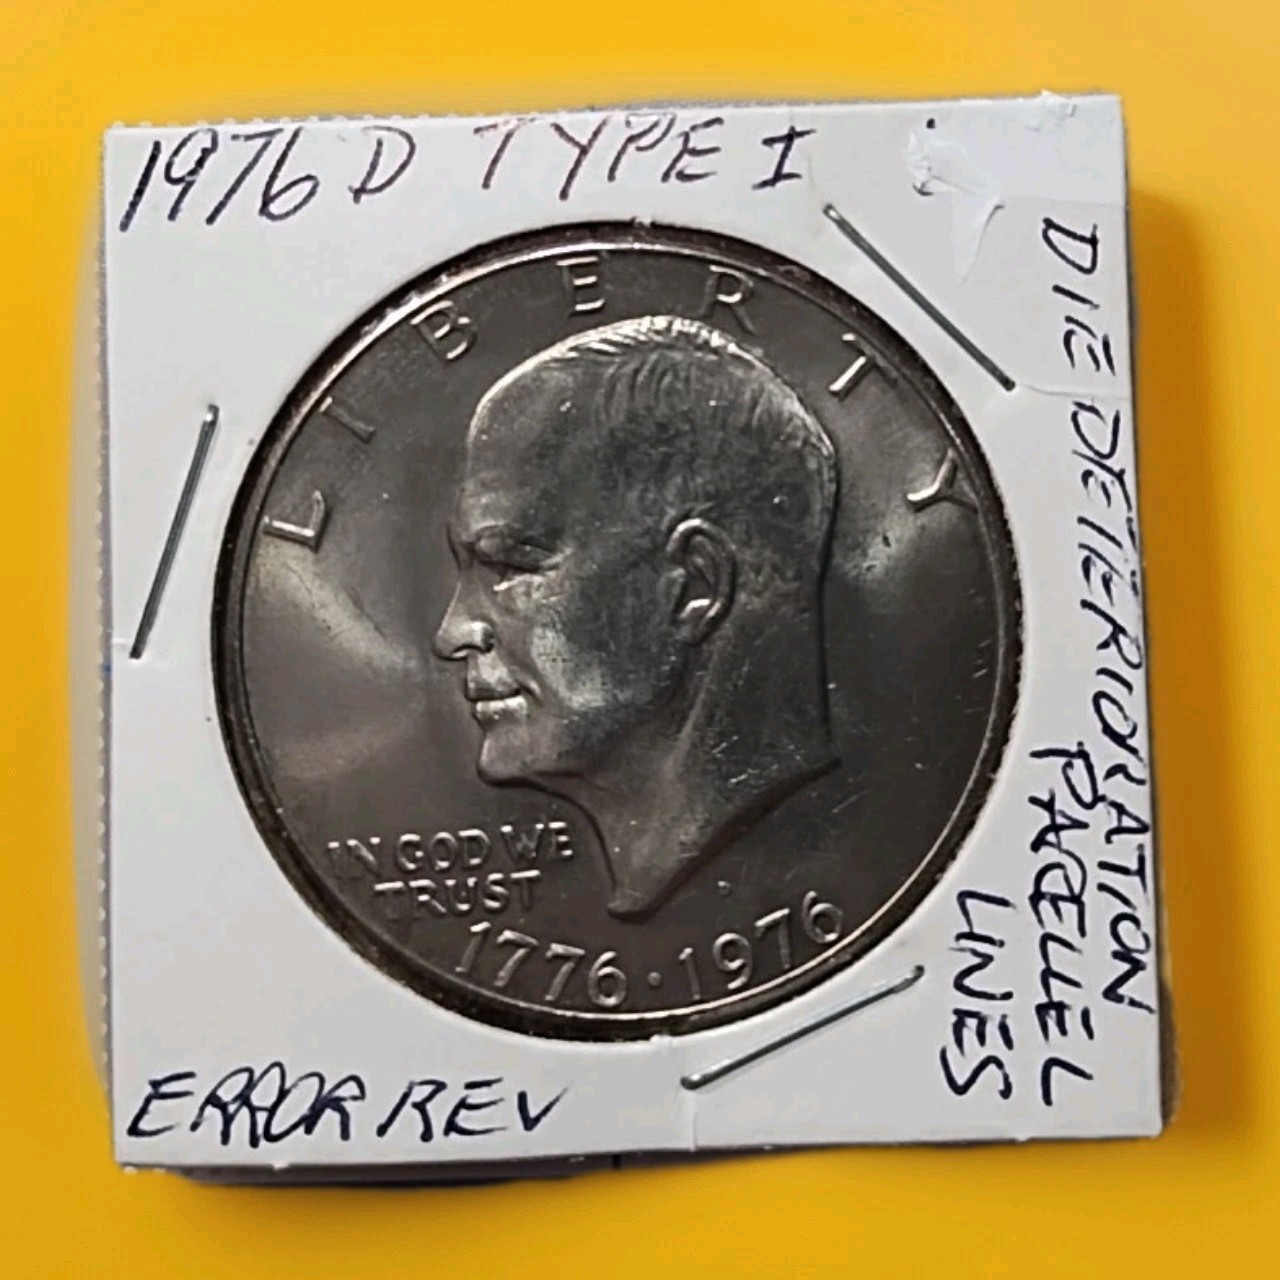 1976 D TYPE I
DIE DETERIORATION
PARELLEL
LINES
LIBERTY
IN GOD WE
TRUST
1776·1976
D
ERROR REV